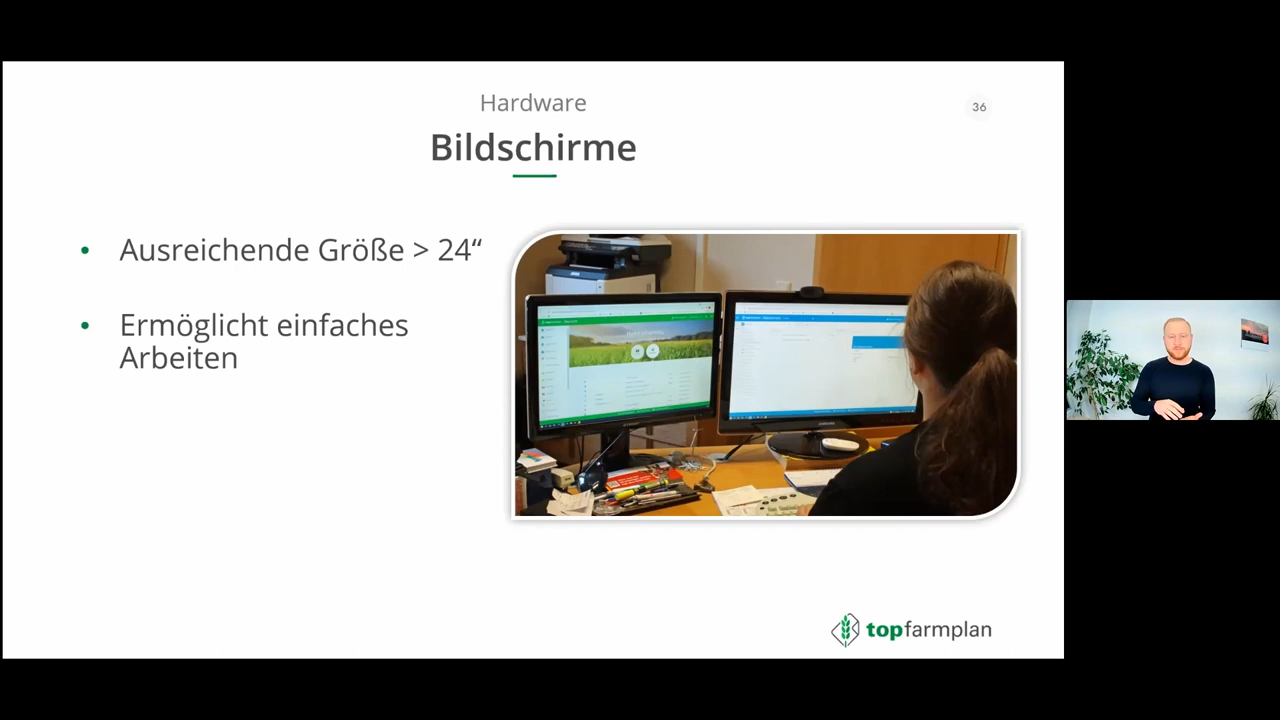 Hardware
36
Bildschirme
• Ausreichende Größe > 24“
• Ermöglicht einfaches
Arbeiten
topfarmplan